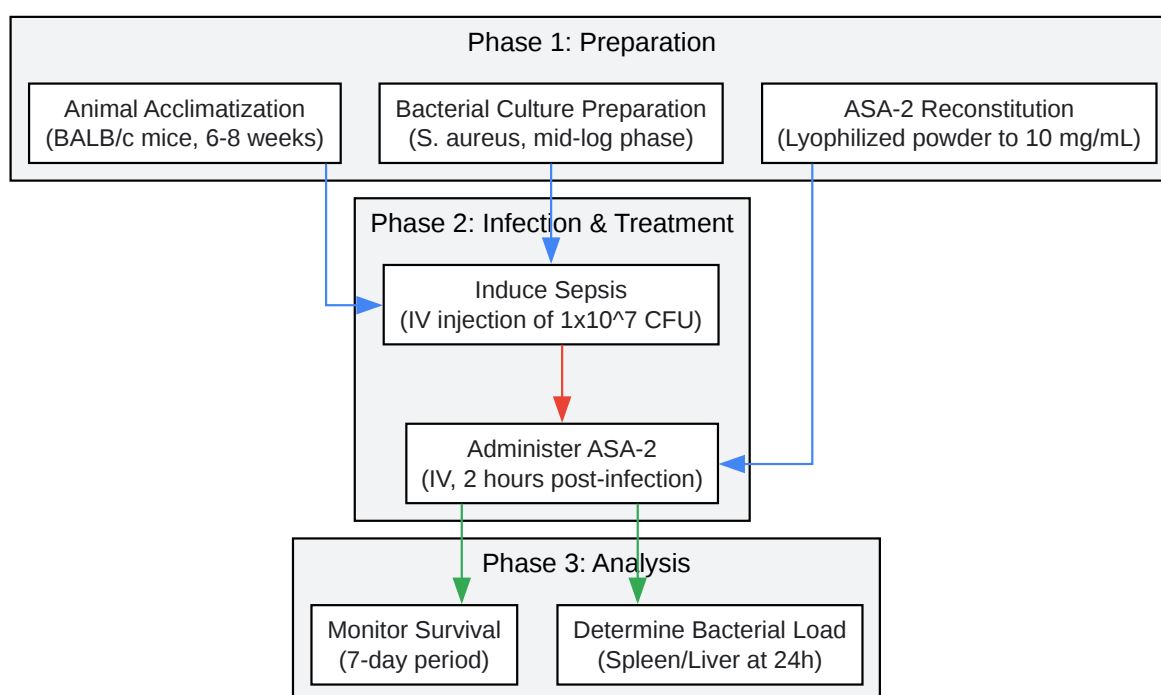 Phase 1: Preparation
Animal Acclimatization
(BALB/c mice, 6-8 weeks)
Bacterial Culture Preparation
(S. aureus, mid-log phase)
ASA-2 Reconstitution
(Lyophilized powder to 10 mg/mL)
Phase 2: Infection & Treatment
Induce Sepsis
(IV injection of 1x10^7 CFU)
Administer ASA-2
(IV, 2 hours post-infection)
Phase 3: Analysis
Monitor Survival
(7-day period)
Determine Bacterial Load
(Spleen/Liver at 24h)